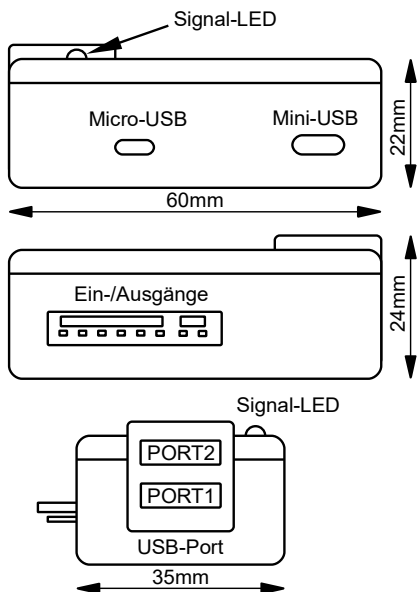 Signal-LED
Micro-USB
Mini-USB
22mm
60mm
Ein-/Ausgänge
24mm
Signal-LED
PORT2
PORT1
USB-Port
35mm